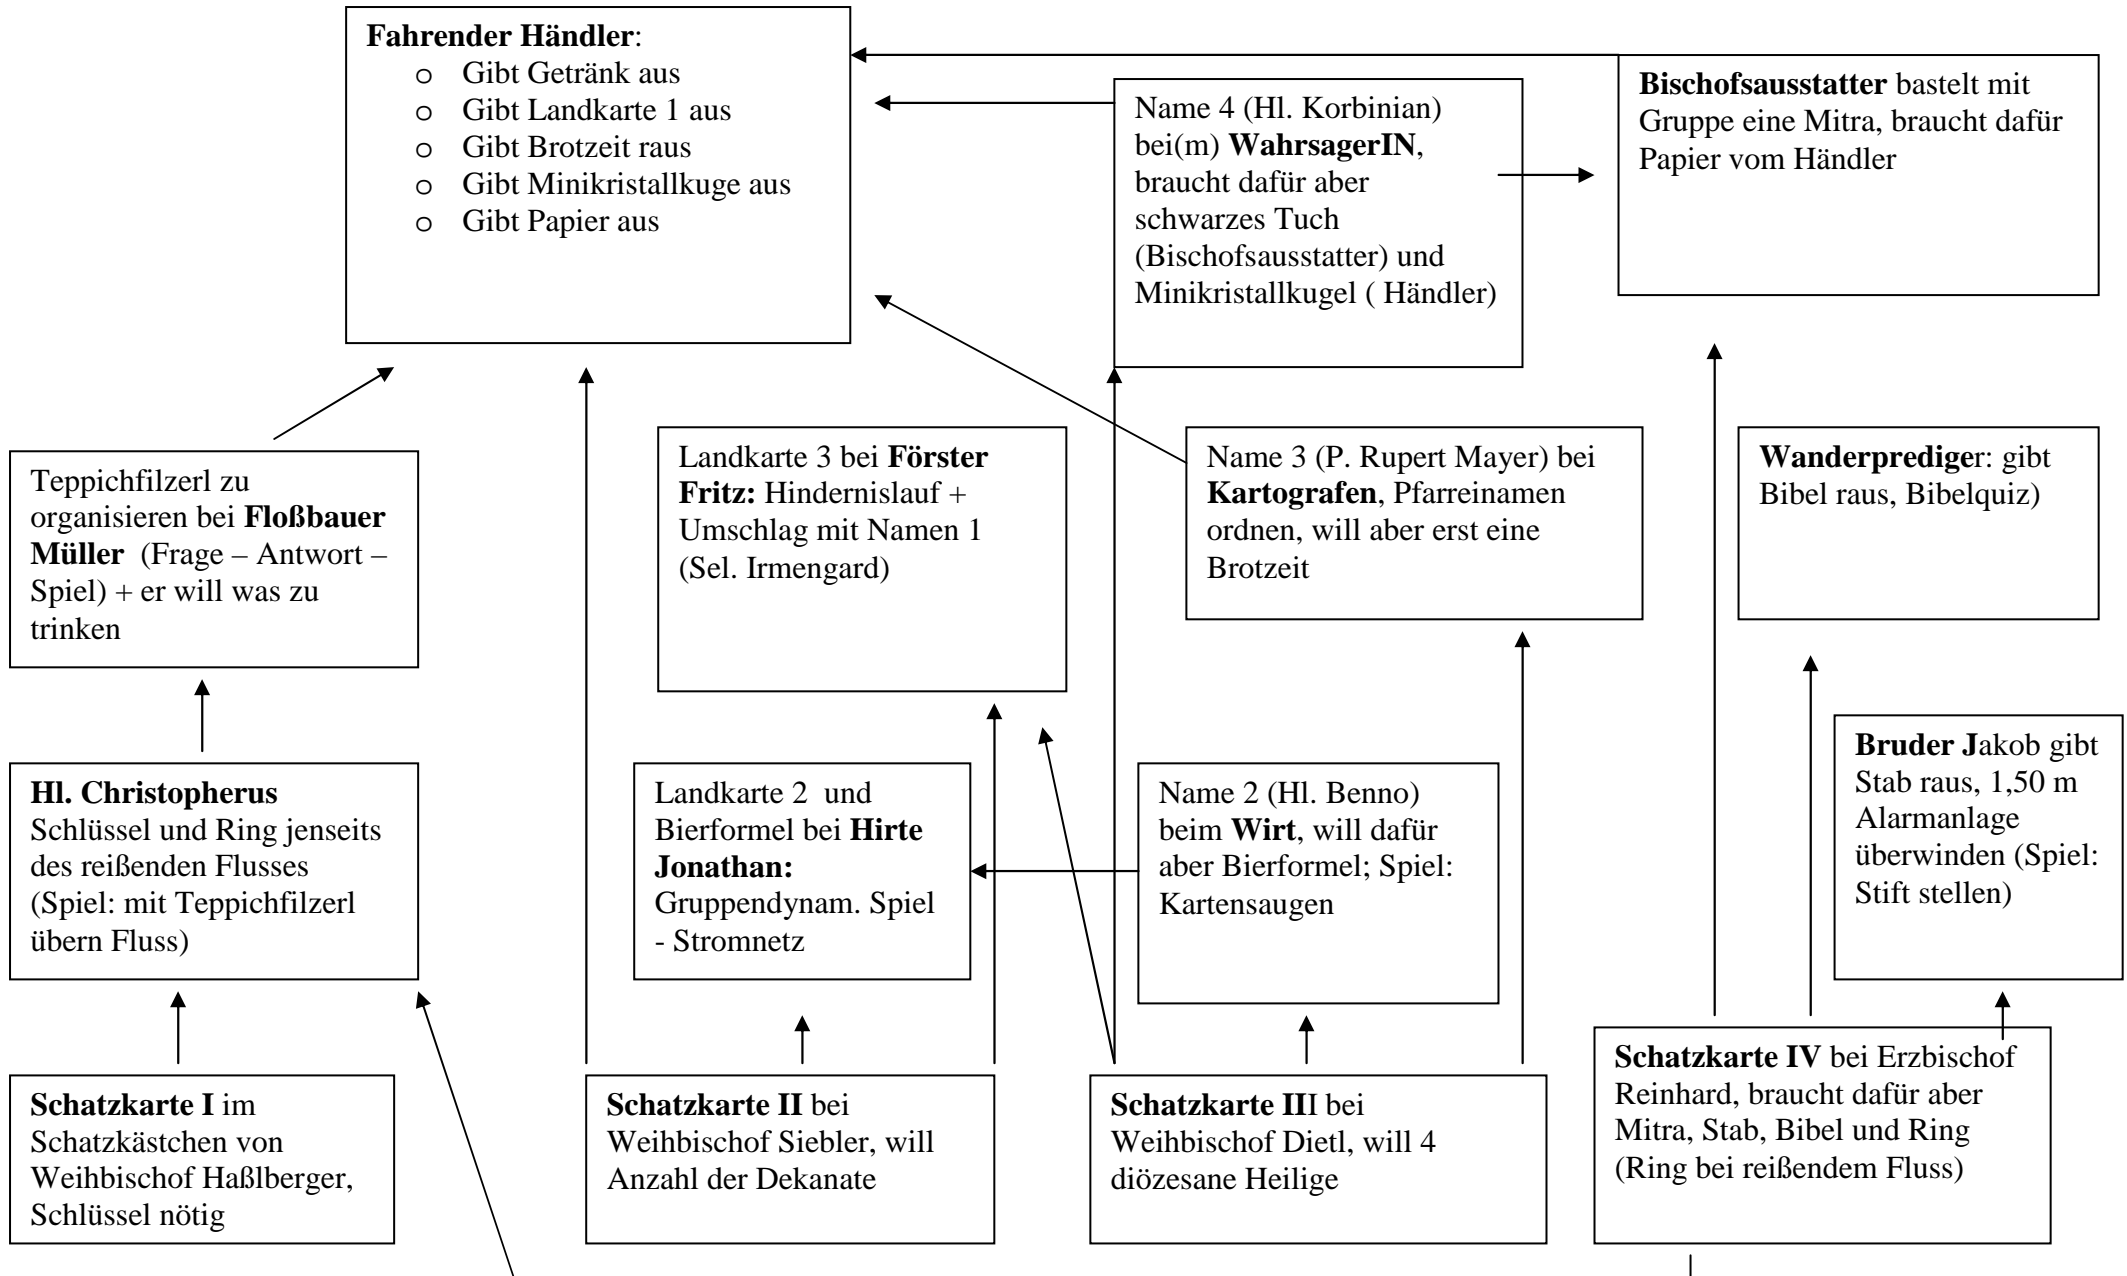 Fahrender Händler:
o Gibt Getränk aus
o Gibt Landkarte 1 aus
o Gibt Brotzeit raus
o Gibt Minikristallkuge aus
o Gibt Papier aus
Name 4 (Hl. Korbinian)
bei(m) WahrsagerIN,
braucht dafür aber
schwarzes Tuch
(Bischofsausstatter) und
Minikristallkugel ( Händler)
Bischofsausstatter bastelt mit
Gruppe eine Mitra, braucht dafür
Papier vom Händler
Teppichfilzerl zu
organisieren bei Floßbauer
Müller (Frage – Antwort –
Spiel) + er will was zu
trinken
Landkarte 3 bei Förster
Fritz: Hindernislauf +
Umschlag mit Namen 1
(Sel. Irmengard)
Name 3 (P. Rupert Mayer) bei
Kartografen, Pfarreinamen
ordnen, will aber erst eine
Brotzeit
Wanderprediger: gibt
Bibel raus, Bibelquiz)
Hl. Christopherus
Schlüssel und Ring jenseits
des reißenden Flusses
(Spiel: mit Teppichfilzerl
übern Fluss)
Landkarte 2 und
Bierformel bei Hirte
Jonathan:
Gruppendynam. Spiel
- Stromnetz
Name 2 (Hl. Benno)
beim Wirt, will dafür
aber Bierformel; Spiel:
Kartensaugen
Bruder Jakob gibt
Stab raus, 1,50 m
Alarmanlage
überwinden (Spiel:
Stift stellen)
Schatzkarte I im
Schatzkästchen von
Weihbischof Haßlberger,
Schlüssel nötig
Schatzkarte II bei
Weihbischof Siebler, will
Anzahl der Dekanate
Schatzkarte III bei
Weihbischof Dietl, will 4
diözesane Heilige
Schatzkarte IV bei Erzbischof
Reinhard, braucht dafür aber
Mitra, Stab, Bibel und Ring
(Ring bei reißendem Fluss)